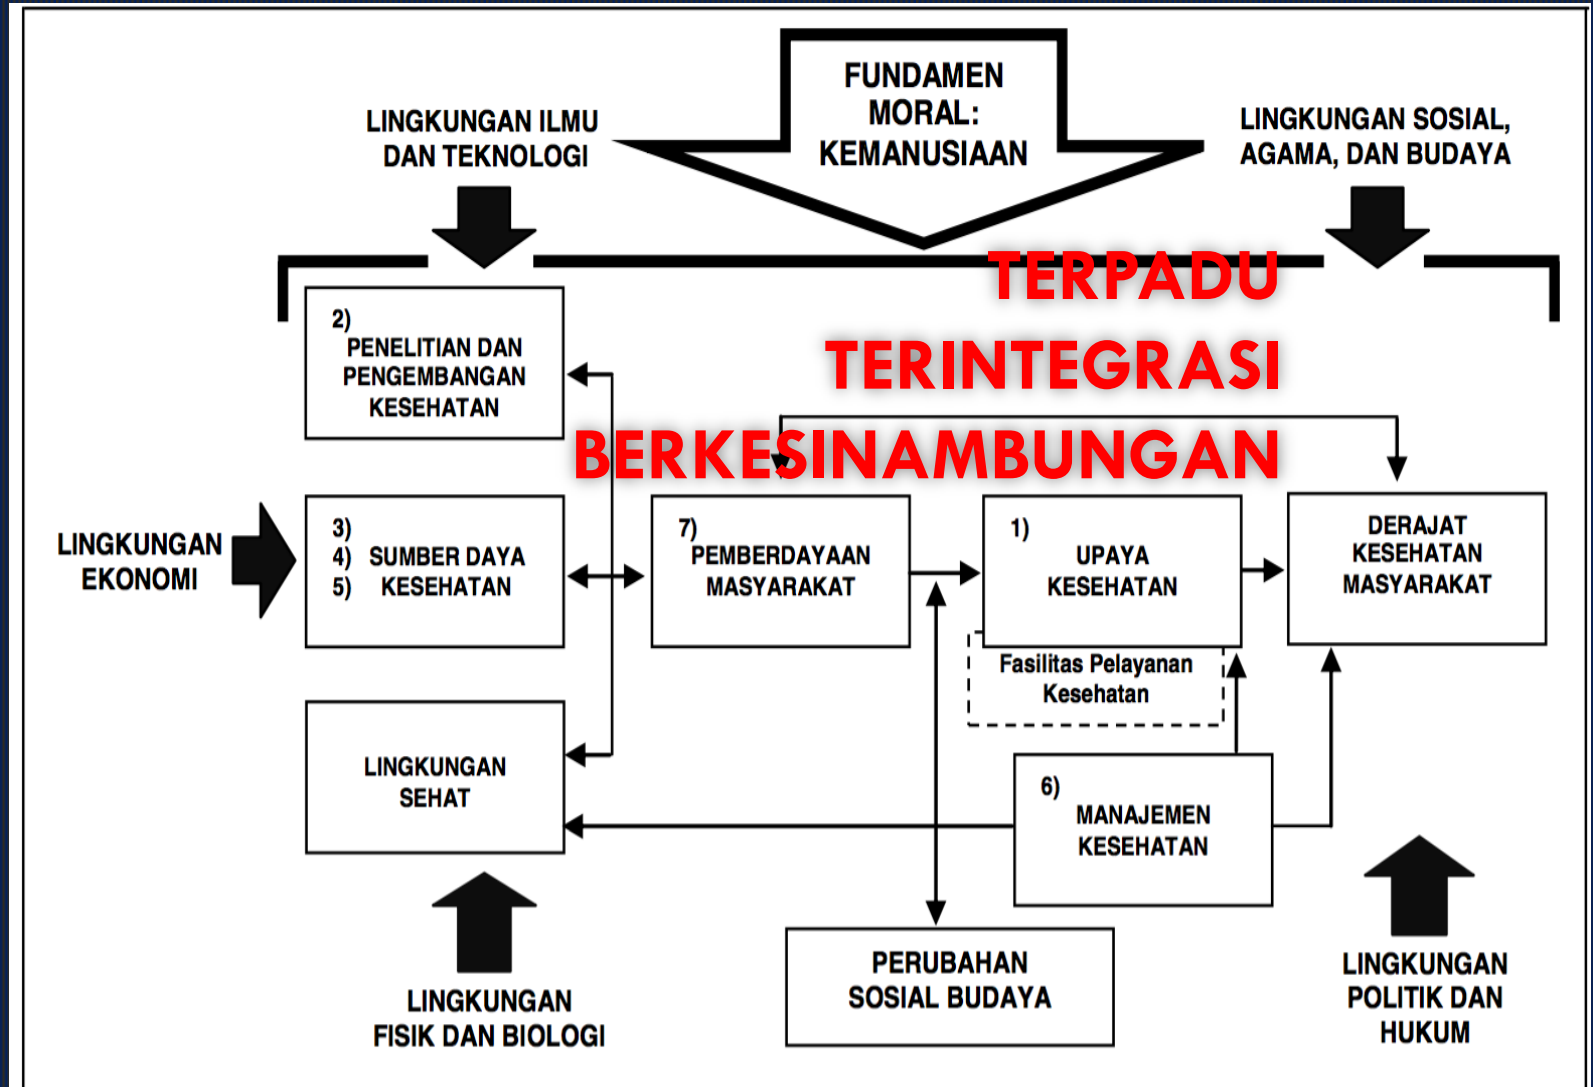 FUNDAMEN
MORAL:
KEMANUSIAAN
LINGKUNGAN ILMU
DAN TEKNOLOGI
LINGKUNGAN SOSIAL,
AGAMA, DAN BUDAYA
TERPADU
TERINTEGRASI
BERKESINAMBUNGAN
2)
PENELITIAN DAN
PENGEMBANGAN
KESEHATAN
LINGKUNGAN
EKONOMI
3)
4) SUMBER DAYA
5) KESEHATAN
7)
PEMBERDAYAAN
MASYARAKAT
1)
UPAYA
KESEHATAN
DERAJAT
KESEHATAN
MASYARAKAT
Fasilitas Pelayanan
Kesehatan
LINGKUNGAN
SEHAT
6)
MANAJEMEN
KESEHATAN
PERUBAHAN
SOSIAL BUDAYA
LINGKUNGAN
FISIK DAN BIOLOGI
LINGKUNGAN
POLITIK DAN
HUKUM